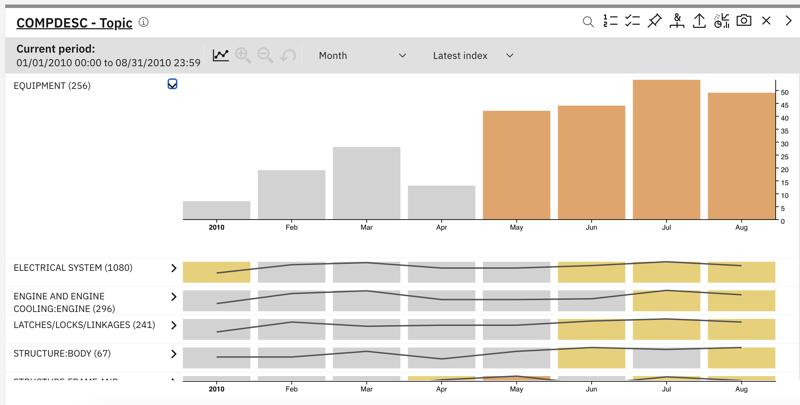 COMPDESC - Topic
Current period:
01/01/2010 00:00 to 08/31/2010 23:59
Month
Latest index
EQUIPMENT (256)
50
45
40
35
30
25
20
15
10
5
0
2010 Feb Mar Apr May Jun Jul Aug
ELECTRICAL SYSTEM (1080)
ENGINE AND ENGINE
COOLING:ENGINE (296)
LATCHES/LOCKS/LINKAGES (241)
STRUCTURE:BODY (67)
STRUCTURE:FRAME AND
2010 Feb Mar Apr May Jun Jul Aug